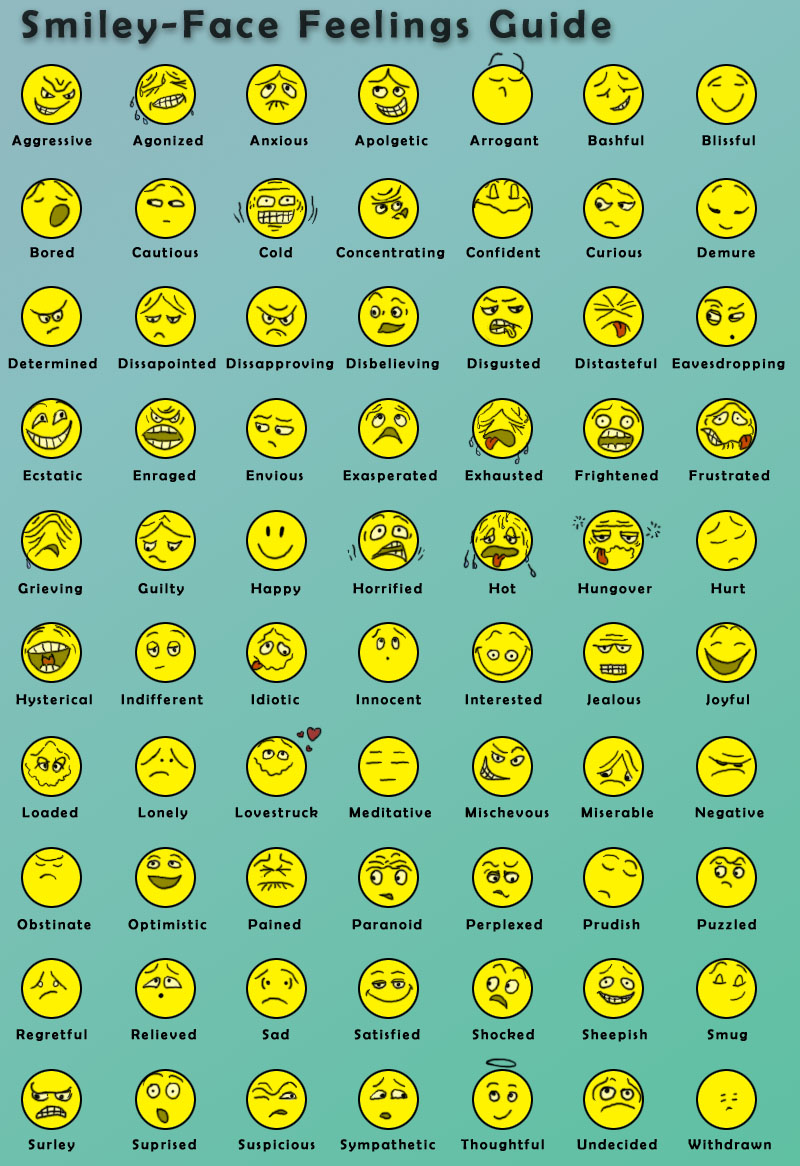 Smiley-Face Feelings Guide
Aggressive Agonized Anxious Apolgetic Arrogant Bashful Blissful
Bored Cautious Cold Concentrating Confident Curious Demure
Determined Dissapointed Dissapproving Disbelieving Disgusted Distasteful Eavesdropping
Ecstatic Enraged Envious Exasperated Exhausted Frightened Frustrated
Grieving Guilty Happy Horrified Hot Hungover Hurt
Hysterical Indifferent Idiotic Innocent Interested Jealous Joyful
Loaded Lonely Lovestruck Meditative Mischevous Miserable Negative
Obstinate Optimistic Pained Paranoid Perplexed Prudish Puzzled
Regretful Relieved Sad Satisfied Shocked Sheepish Smug
Surley Suprised Suspicious Sympathetic Thoughtful Undecided Withdrawn